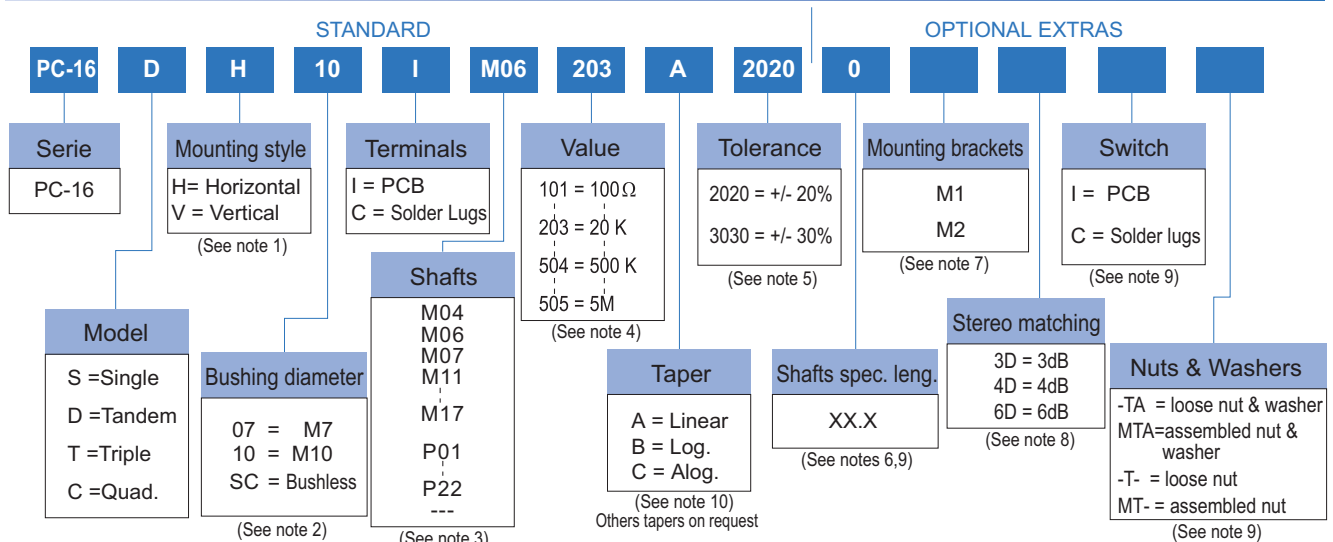 STANDARD
OPTIONAL EXTRAS
PC-16 D H 10 I M06 203 A 2020 0
Serie
PC-16
Mounting style
H= Horizontal
V = Vertical
(See note 1)
Terminals
I = PCB
C = Solder Lugs
Value
101 = 100Ω
203 = 20 K
504 = 500 K
505 = 5M
(See note 4)
Tolerance
2020 = +/- 20%
3030 = +/- 30%
(See note 5)
Mounting brackets
M1
M2
(See note 7)
Switch
I = PCB
C = Solder lugs
(See note 9)
Model
S =Single
D =Tandem
T =Triple
C =Quad.
Bushing diameter
07 = M7
10 = M10
SC = Bushless
(See note 2)
Shafts
M04
M06
M07
M11
M17
P01
P22
---
(See note 3)
Taper
A = Linear
B = Log.
C = Alog.
(See note 10)
Others tapers on request
Shafts spec. leng.
XX.X
(See notes 6,9)
Stereo matching
3D = 3dB
4D = 4dB
6D = 6dB
(See note 8)
Nuts & Washers
-TA = loose nut & washer
MTA=assembled nut &
washer
-T- = loose nut
MT- = assembled nut
(See note 9)